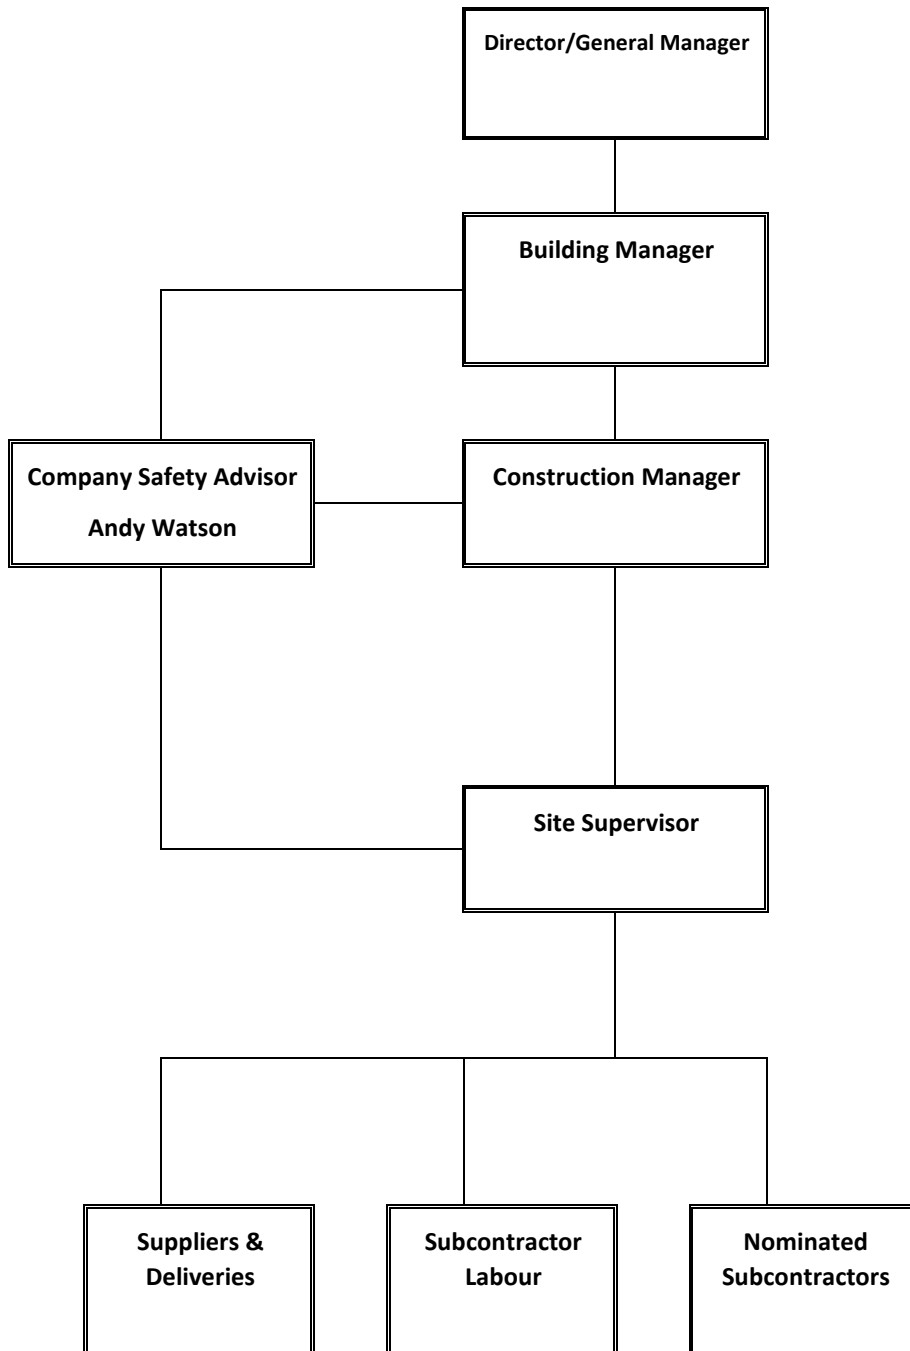 Director/General Manager
Building Manager
Company Safety Advisor
Andy Watson
Construction Manager
Site Supervisor
Suppliers &
Deliveries
Subcontractor
Labour
Nominated
Subcontractors